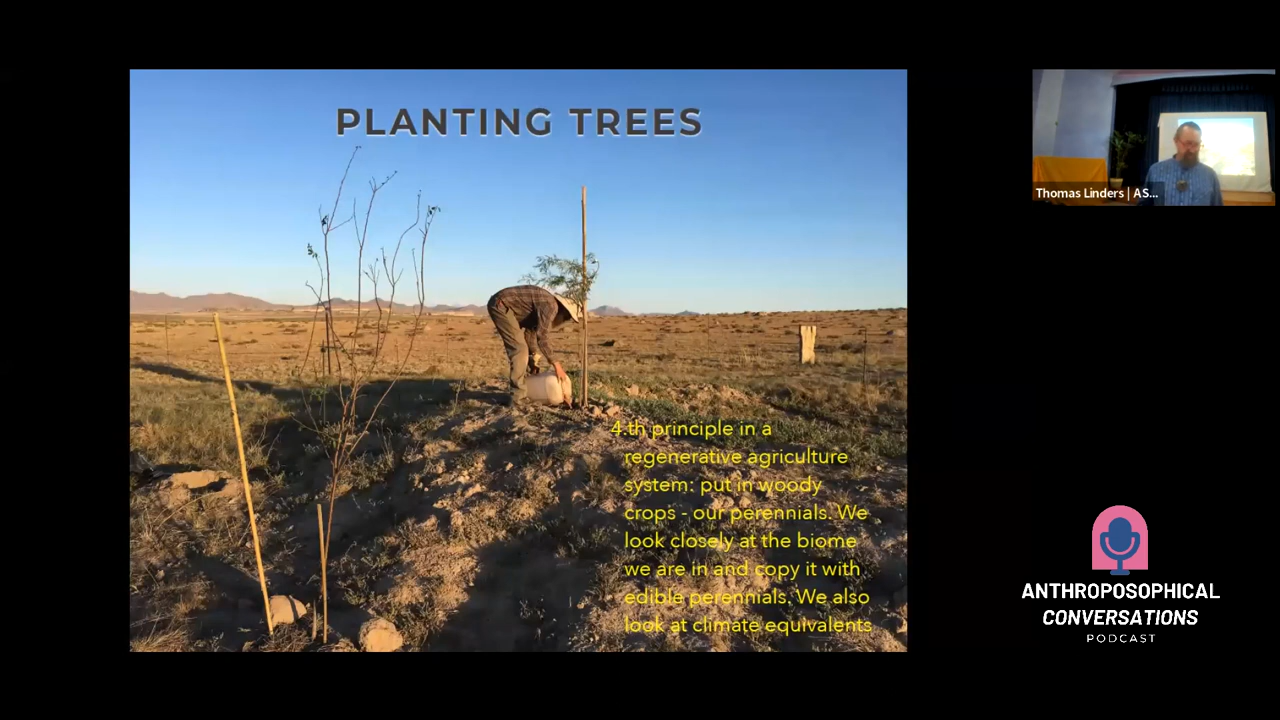 PLANTING TREES
4.th principle in a
regenerative agriculture
system: put in woody
crops - our perennials. We
look closely at the biome
we are in and copy it with
edible perennials. We also
look at climate equivalents
Thomas Linders | AS...
ANTHROPOSOPHICAL
CONVERSATIONS
PODCAST